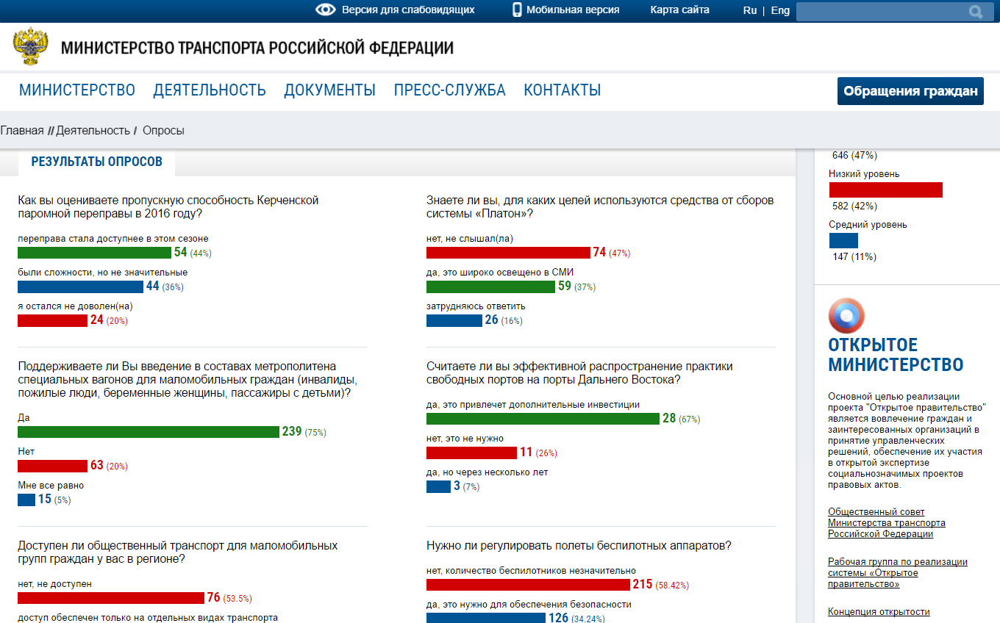 Версия для слабовидящих
Мобильная версия
Карта сайта
Ru | Eng
МИНИСТЕРСТВО ТРАНСПОРТА РОССИЙСКОЙ ФЕДЕРАЦИИ
МИНИСТЕРСТВО ДЕЯТЕЛЬНОСТЬ ДОКУМЕНТЫ ПРЕСС-СЛУЖБА КОНТАКТЫ
Обращения граждан
Главная // Деятельность / Опросы
РЕЗУЛЬТАТЫ ОПРОСОВ
Как вы оцениваете пропускную способность Керченской
паромной переправы в 2016 году?
переправа стала доступнее в этом сезоне
54 (44%)
были сложности, но не значительные
44 (36%)
я остался не доволен(на)
24 (20%)
Знаете ли вы, для каких целей используются средства от сборов
системы «Платон»?
нет, не слышал(ла)
74 (47%)
да, это широко освещено в СМИ
59 (37%)
затрудняюсь ответить
26 (16%)
Поддерживаете ли Вы введение в составах метрополитена
специальных вагонов для маломобильных граждан (инвалиды,
пожилые люди, беременные женщины, пассажиры с детьми)?
Да
239 (75%)
Нет
63 (20%)
Мне все равно
15 (5%)
Считаете ли вы эффективной распространение практики
свободных портов на порты Дальнего Востока?
да, это привлечет дополнительные инвестиции
28 (67%)
нет, это не нужно
11 (26%)
да, но через несколько лет
3 (7%)
Доступен ли общественный транспорт для маломобильных
групп граждан у вас в регионе?
нет, не доступен
76 (53.5%)
доступ обеспечен только на отдельных видах транспорта
Нужно ли регулировать полеты беспилотных аппаратов?
нет, количество беспилотников незначительно
215 (58.42%)
да, это нужно для обеспечения безопасности
126 (34.24%)
646 (47%)
Низкий уровень
582 (42%)
Средний уровень
147 (11%)
ОТКРЫТОЕ
МИНИСТЕРСТВО
Основной целью реализации
проекта "Открытое правительство"
является вовлечение граждан и
заинтересованных организаций в
принятие управленческих
решений, обеспечение их участия
в открытой экспертизе
социальнозначимых проектов
правовых актов.
Общественный совет
Министерства транспорта
Российской Федерации
Рабочая группа по реализации
системы «Открытое
правительство»
Концепция открытости